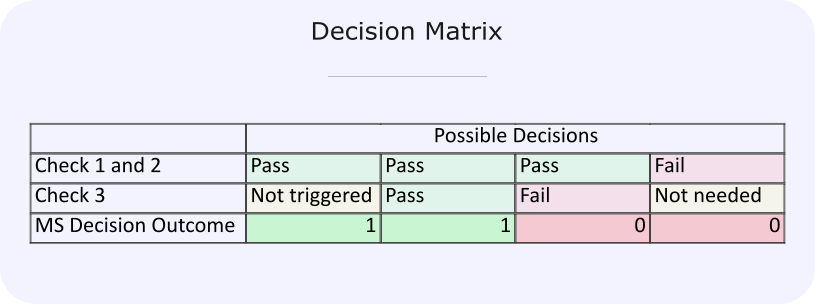 Decision Matrix
Possible Decisions
Check 1 and 2 Pass Pass Pass Fail
Check 3 Not triggered Pass Fail Not needed
MS Decision Outcome 1 1 0 0